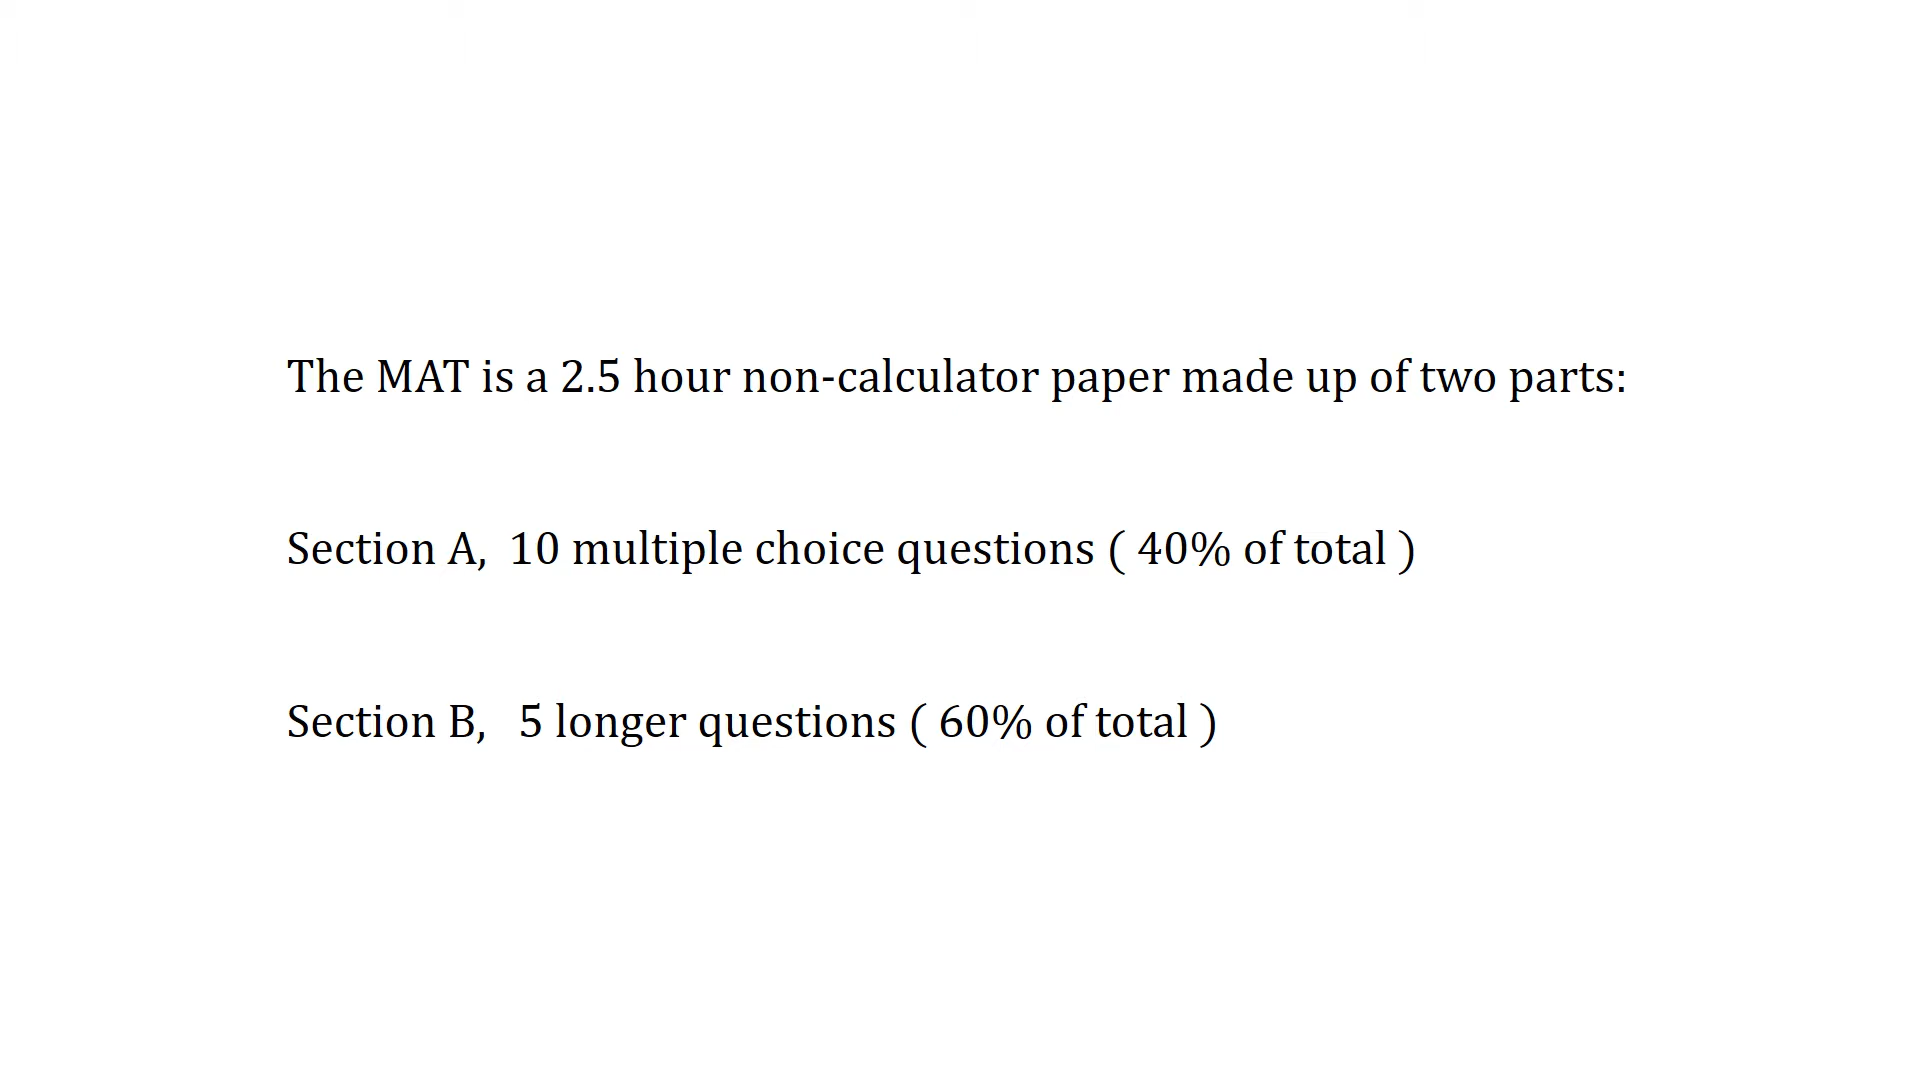 The MAT is a 2.5 hour non-calculator paper made up of two parts:
Section A,  10 multiple choice questions ( 40% of total )
Section B,   5 longer questions ( 60% of total )